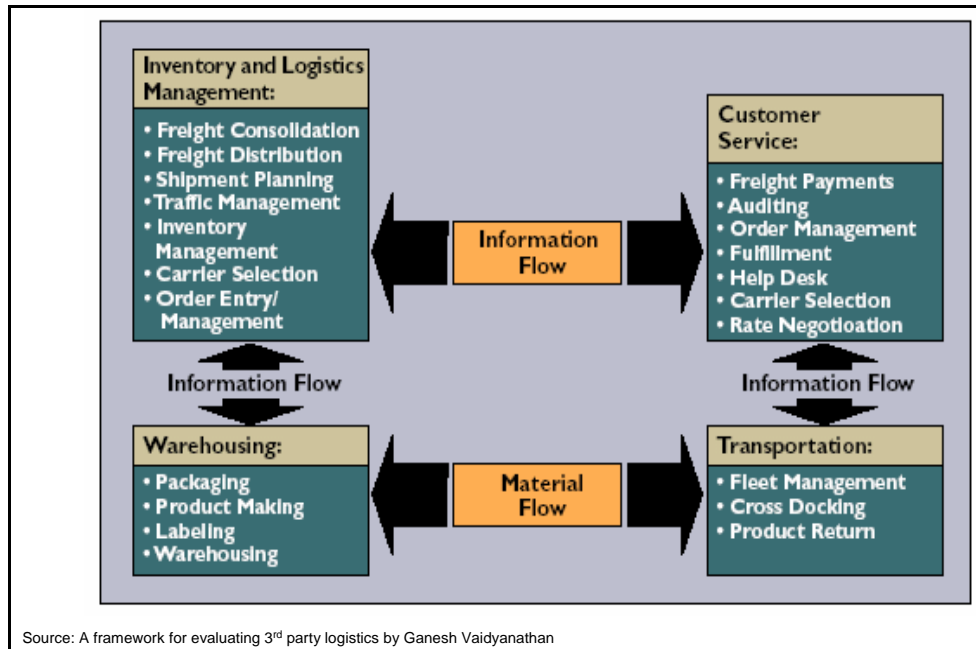 Inventory and Logistics
Management:
• Freight Consolidation
• Freight Distribution
• Shipment Planning
• Traffic Management
• Inventory
Management
• Carrier Selection
• Order Entry/
Management
Information
Flow
Customer
Service:
• Freight Payments
• Auditing
• Order Management
• Fulfillment
• Help Desk
• Carrier Selection
• Rate Negotioation
Information Flow
Information Flow
Warehousing:
• Packaging
• Product Making
• Labeling
• Warehousing
Material
Flow
Transportation:
• Fleet Management
• Cross Docking
• Product Return
Source: A framework for evaluating 3rd party logistics by Ganesh Vaidyanathan